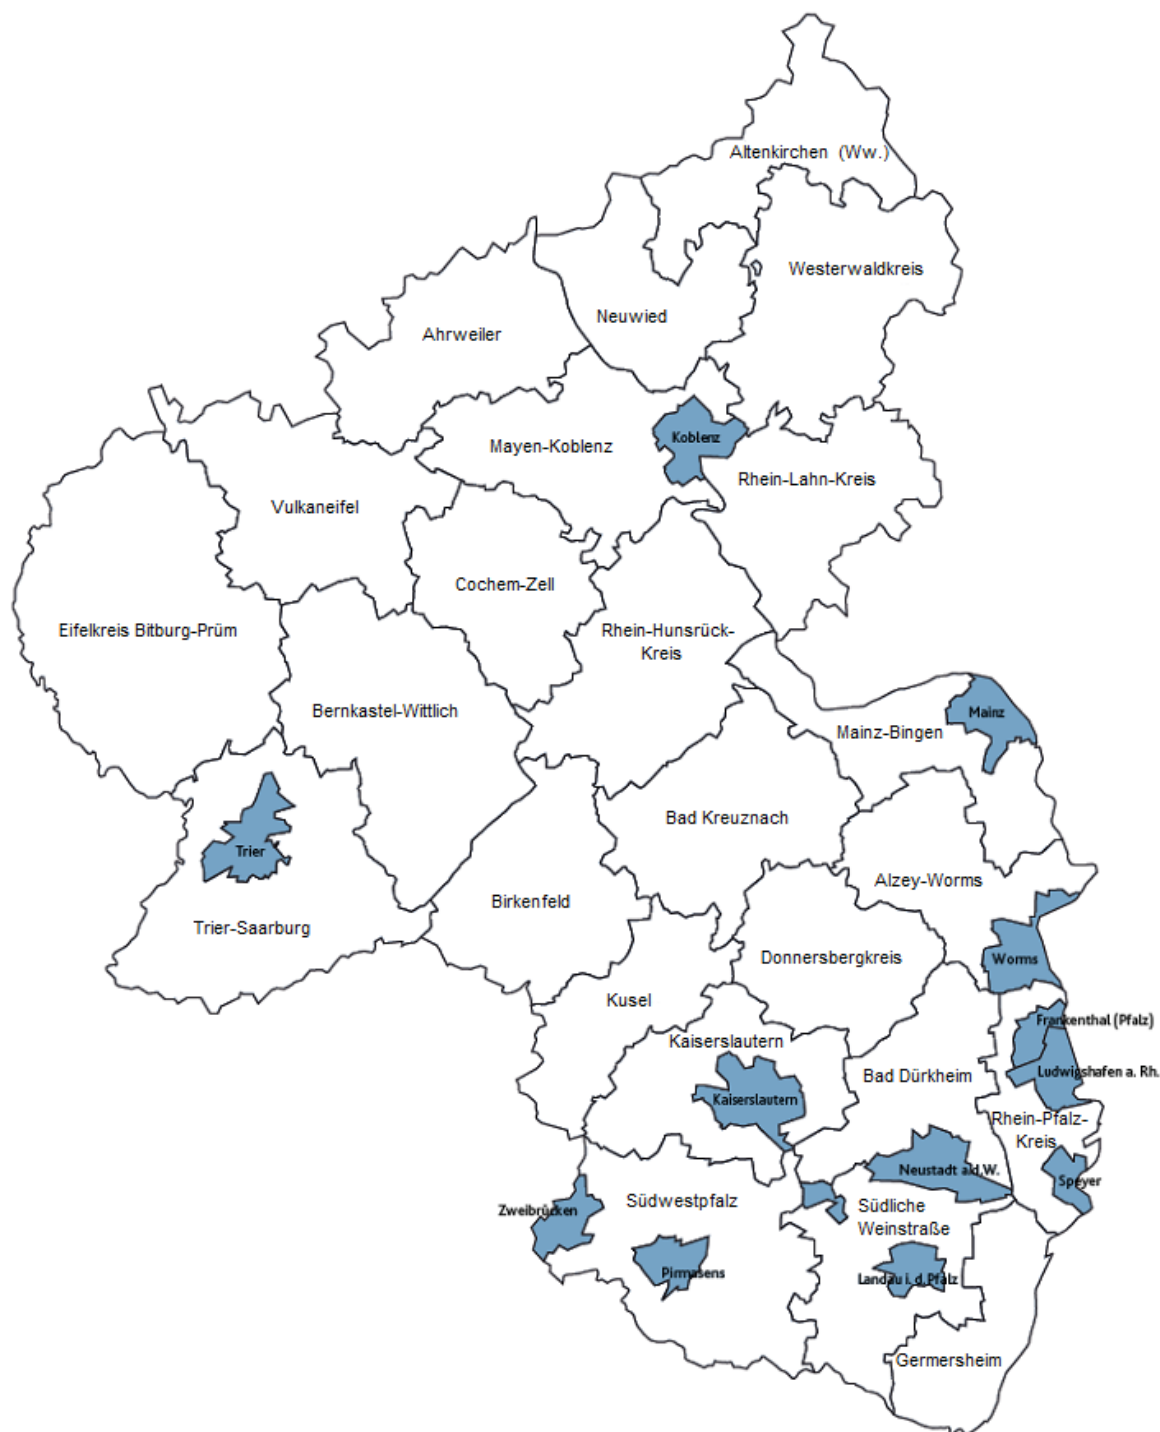 Altenkirchen (Ww.)
Westerwaldkreis
Neuwied
Ahrweiler
Koblenz
Mayen-Koblenz
Rhein-Lahn-Kreis
Vulkaneifel
Cochem-Zell
Eifelkreis Bitburg-Prüm
Rhein-Hunsrück-
Kreis
Bernkastel-Wittlich
Mainz
Mainz-Bingen
Bad Kreuznach
Trier
Alzey-Worms
Birkenfeld
Trier-Saarburg
Donnersbergkreis
Worms
Kusel
Frankenthal (Pfalz)
Kaiserslautern
Ludwigshafen a. Rh.
Bad Dürkheim
Kaiserslautern
Rhein-Pfalz-
Kreis
Neustadt a.d.W.
Speyer
Südwestpfalz
Zweibrücken
Südliche
Weinstraße
Pirmasens
Landau i. d. Pfalz
Germersheim